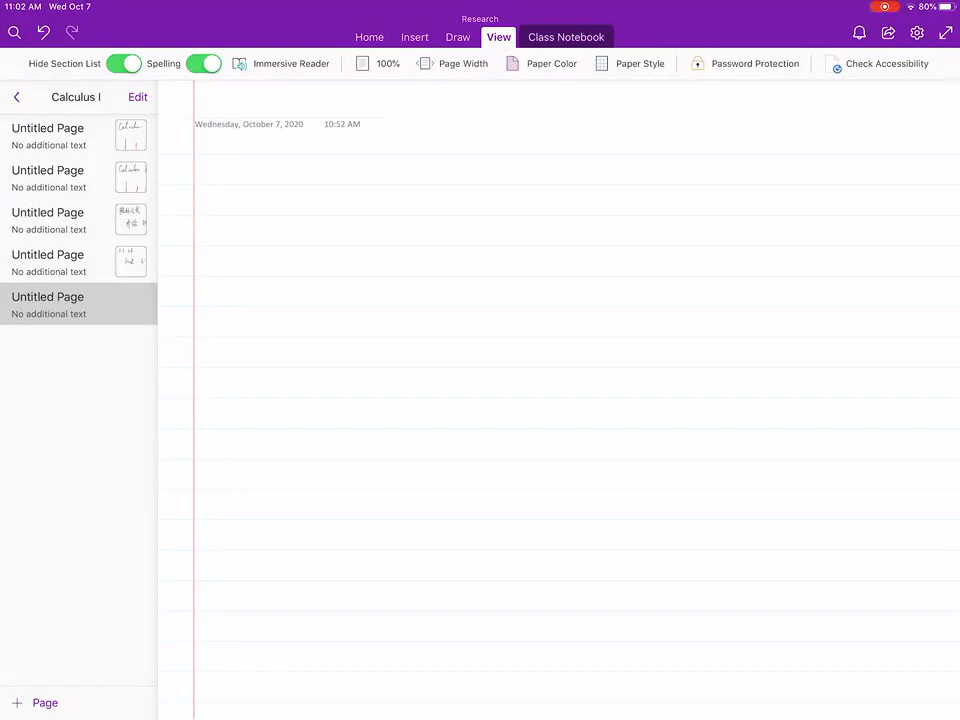 11:02 AM Wed Oct 7
80%
Research
Home Insert Draw View Class Notebook
Hide Section List Spelling Immersive Reader 100% Page Width Paper Color Paper Style Password Protection Check Accessibility
Calculus I Edit
Wednesday, October 7, 2020 10:52 AM
Untitled Page
No additional text
Untitled Page
No additional text
Untitled Page
No additional text
Untitled Page
No additional text
Untitled Page
No additional text
+ Page